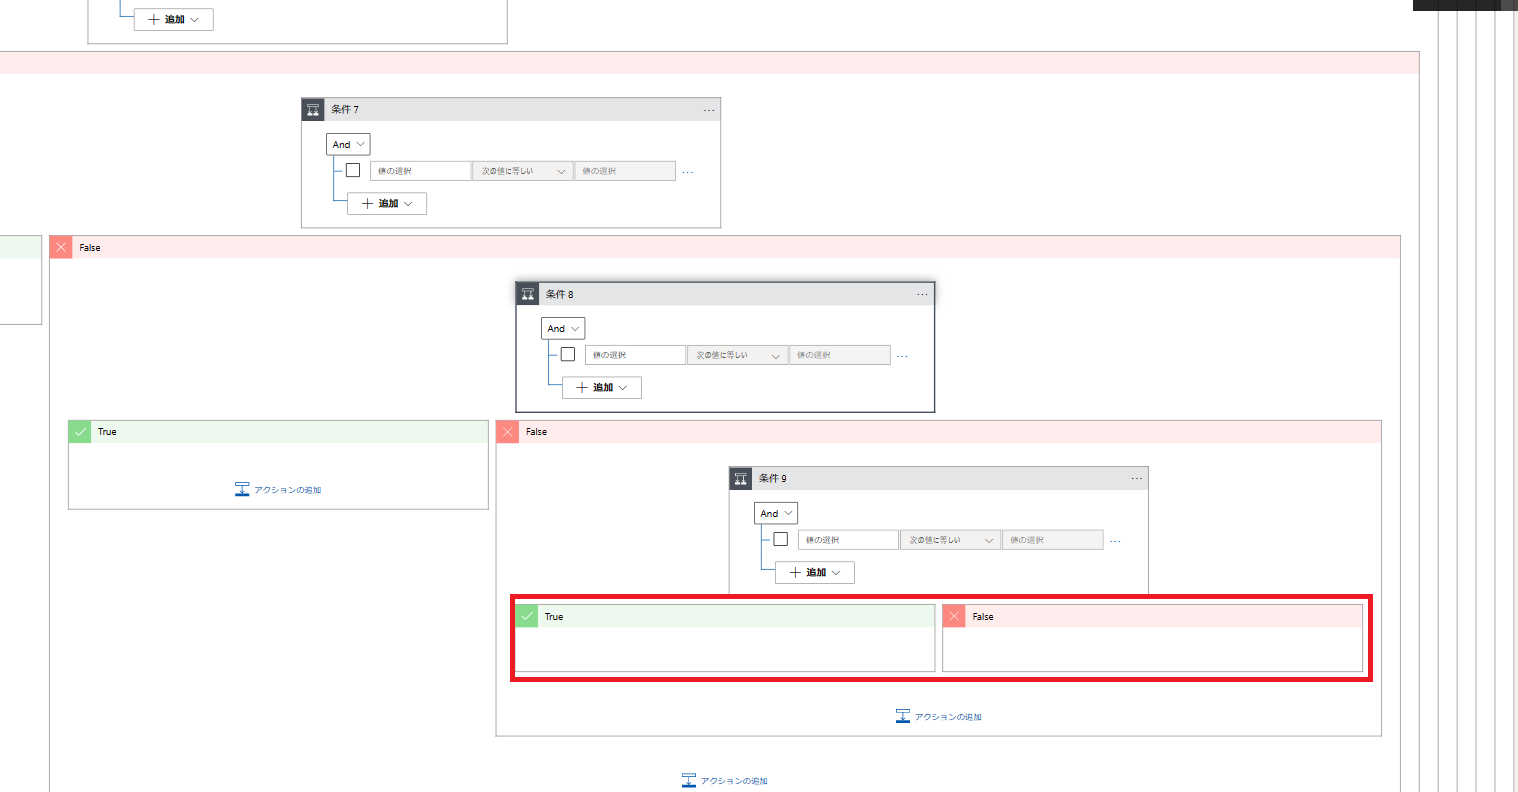 追加
条件 7
And
値の選択 次の値に等しい 値の選択
追加
False
条件 8
And
値の選択 次の値に等しい 値の選択
追加
True
False
アクションの追加
条件 9
And
値の選択 次の値に等しい 値の選択
追加
True
False
アクションの追加
アクションの追加